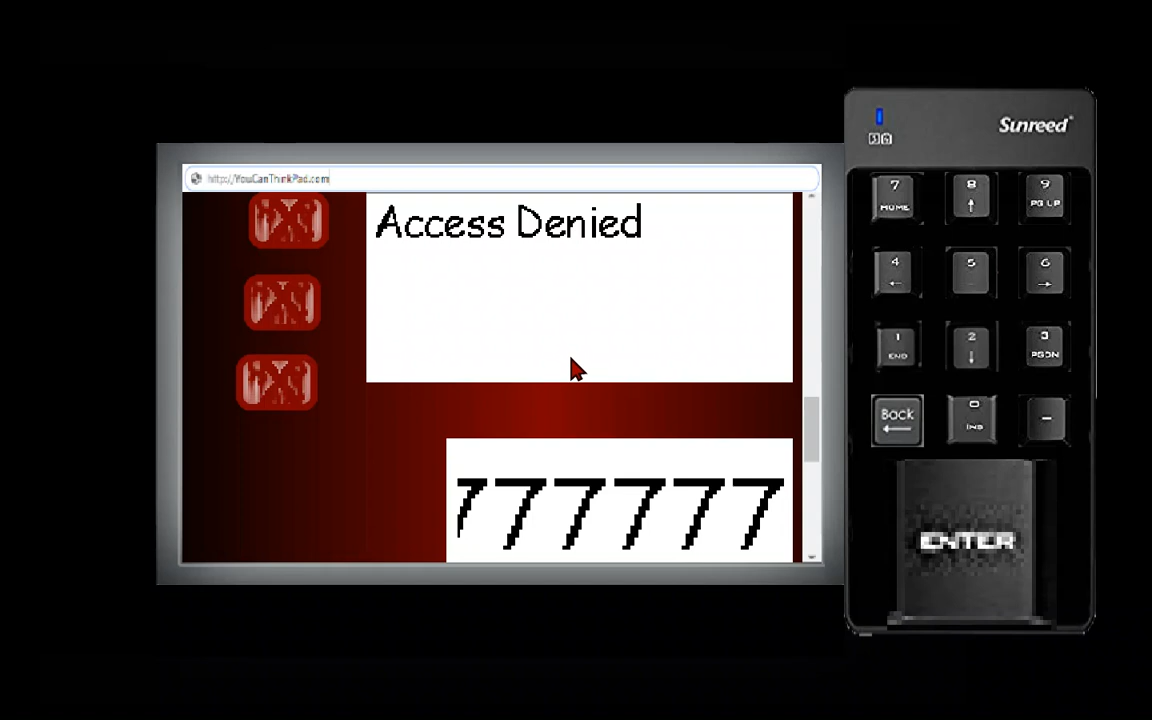 Sunreed
http://YouCanThinkPad.com
7 HOME
8
9 PG UP
Access Denied
4
5
6
1 END
2
3 PGDN
Back
0 INS
-
777777
ENTER